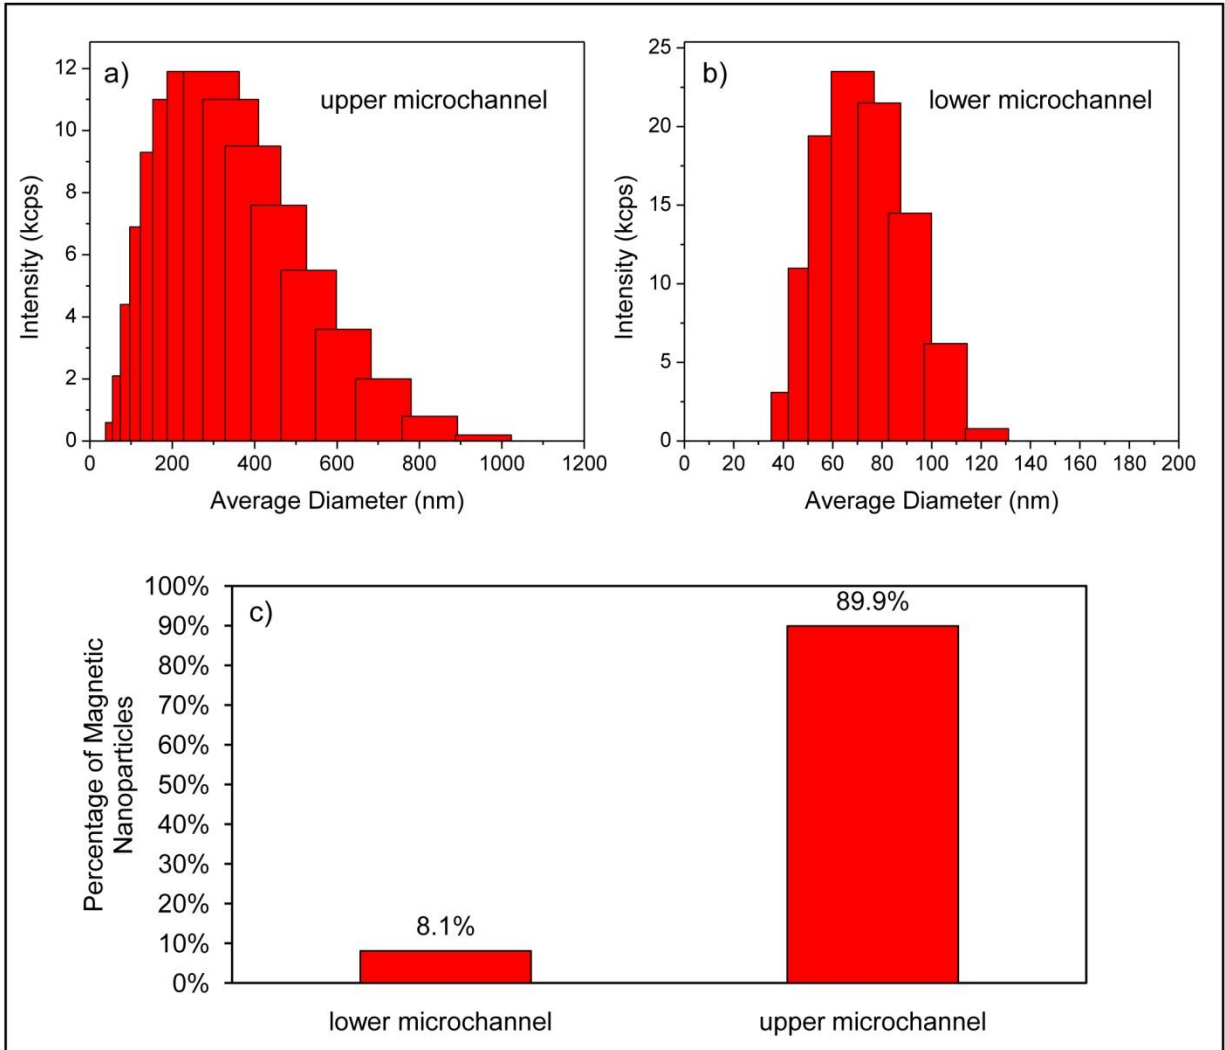 a)
upper microchannel
Intensity (kcps)
12
10
8
6
4
2
0
0 200 400 600 800 1000 1200
Average Diameter (nm)
b)
lower microchannel
Intensity (kcps)
25
20
15
10
5
0
0 20 40 60 80 100 120 140 160 180 200
Average Diameter (nm)
c)
Percentage of Magnetic
Nanoparticles
100%
90%
80%
70%
60%
50%
40%
30%
20%
10%
0%
8.1%
89.9%
lower microchannel
upper microchannel